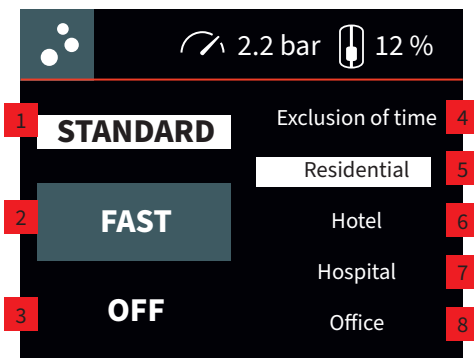 2.2 bar 12 %
1 STANDARD
2 FAST
3 OFF
Exclusion of time 4
Residential 5
Hotel 6
Hospital 7
Office 8